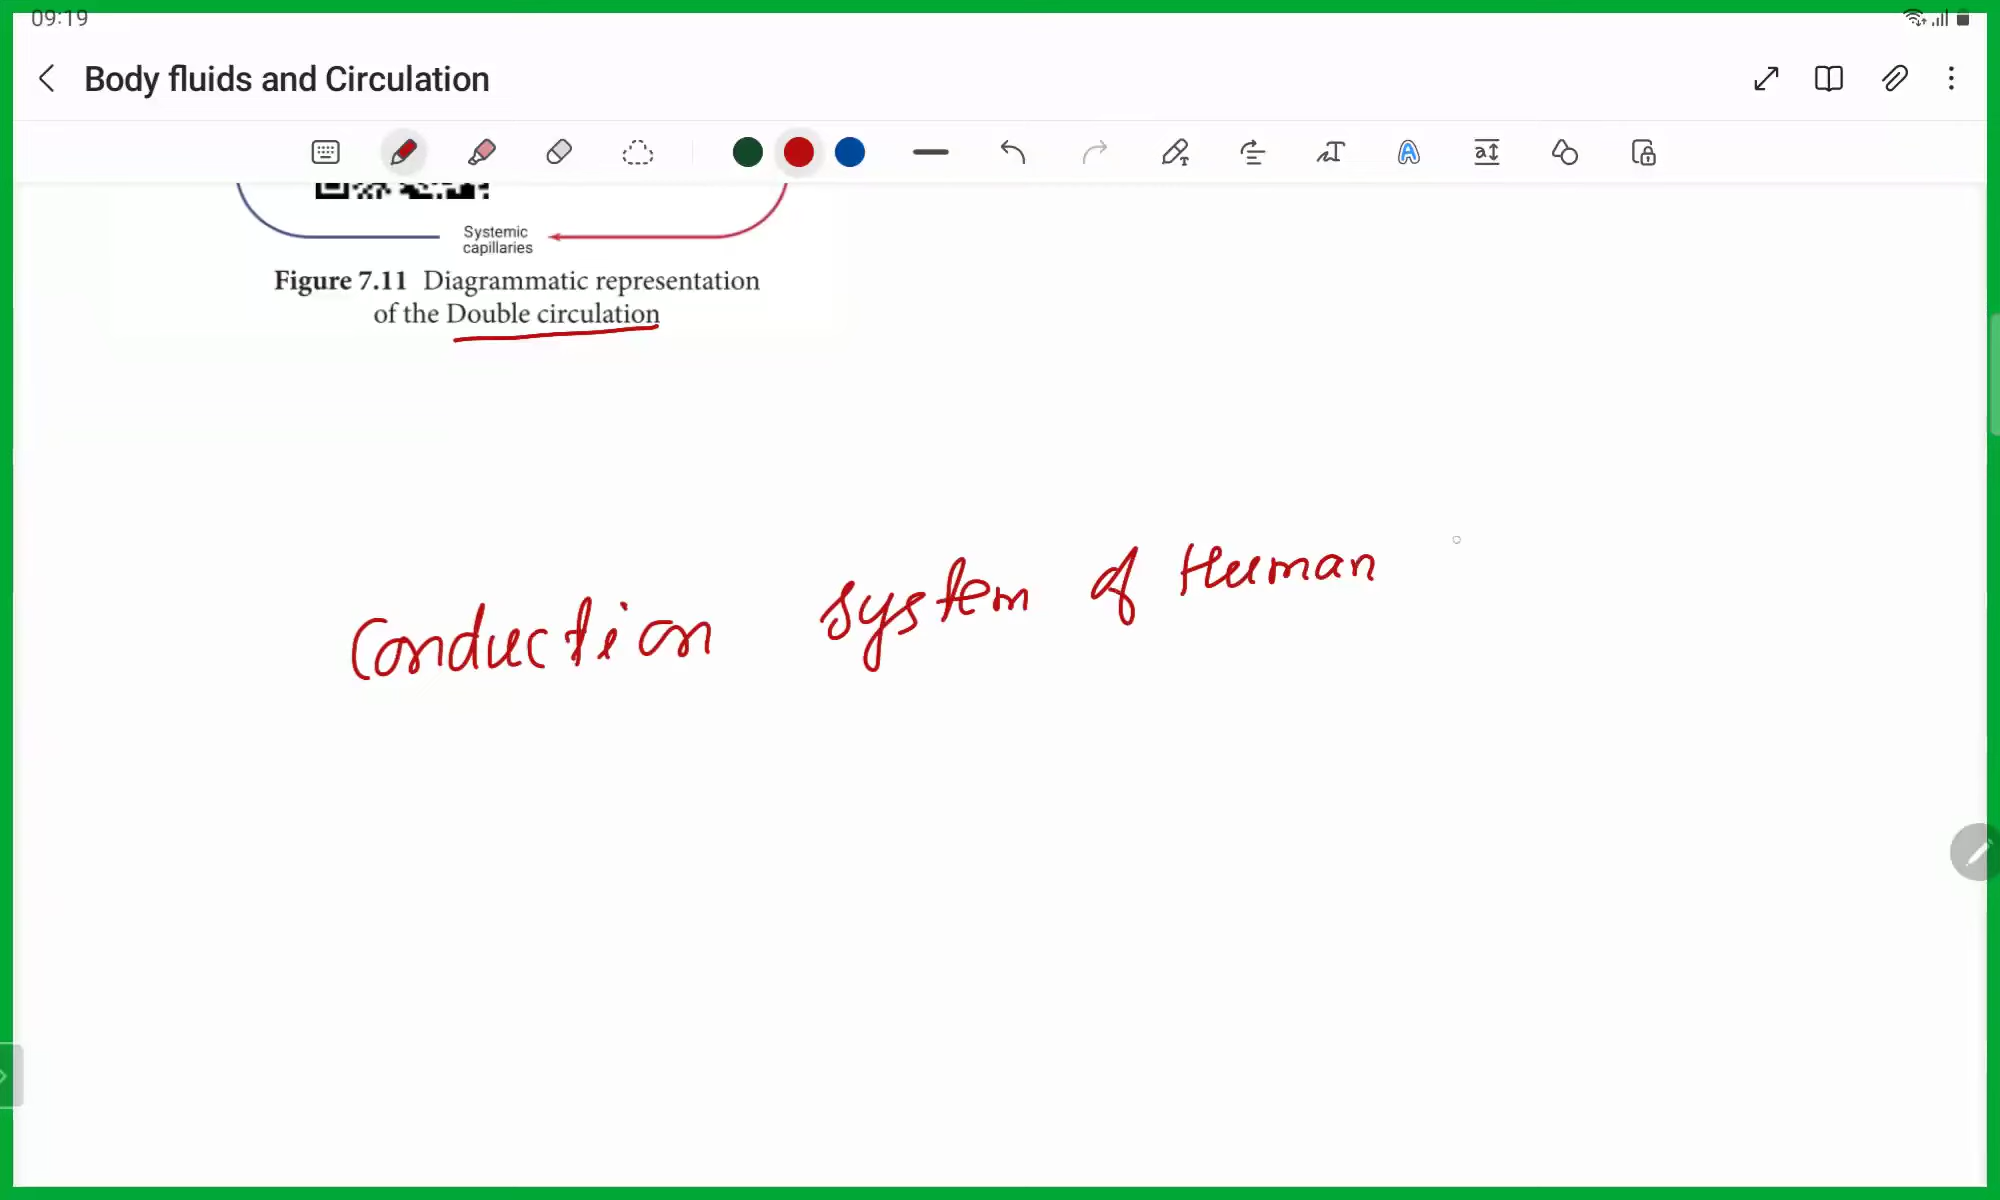 09:19
Body fluids and Circulation
Systemic
capillaries
Figure 7.11 Diagrammatic representation
of the Double circulation
Conduction system of Human